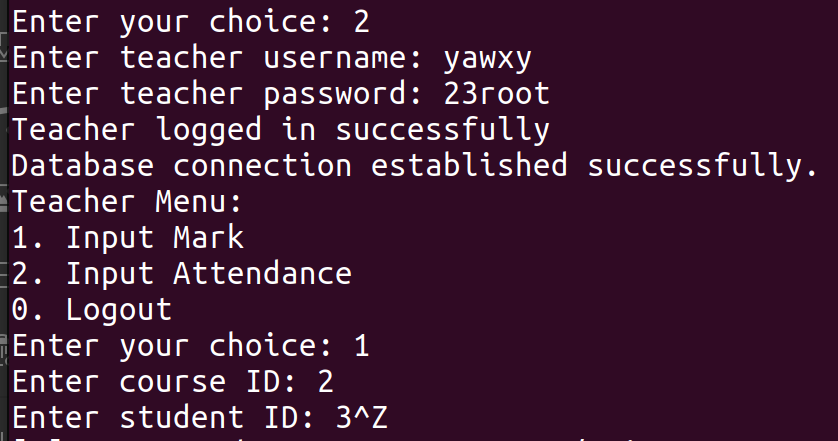 Enter your choice: 2
Enter teacher username: yawxy
Enter teacher password: 23root
Teacher logged in successfully
Database connection established successfully.
Teacher Menu:
1. Input Mark
2. Input Attendance
0. Logout
Enter your choice: 1
Enter course ID: 2
Enter student ID: 3^Z